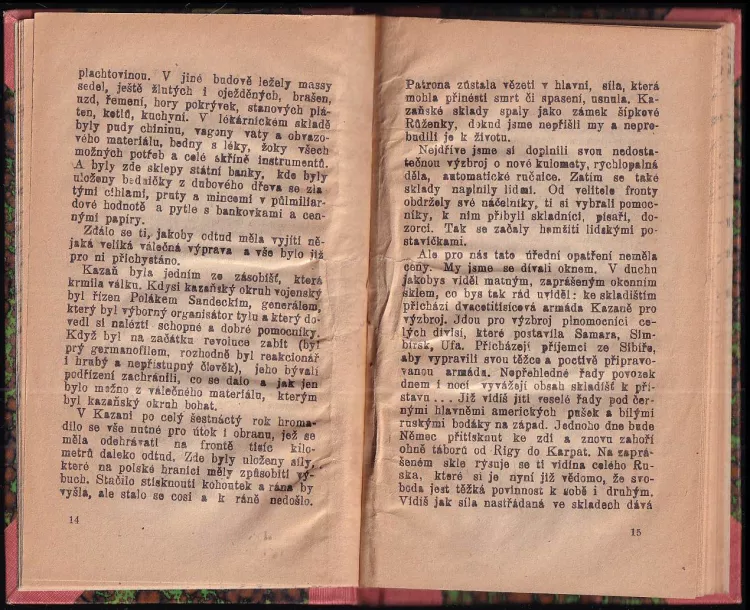 plachtovinou. V jiné budově ležely massy
sedel, ještě žlutých i oježděných, brašen,
uzd, řemení, hory pokrývek, stanových plá-
ten, kotlů, kuchyní. V lékárnickém skladě
byly pudy chininu, vagony vaty a obvazo-
vého materiálu, bedny s léky, žoky všech
možných potřeb a celé skříně instrumentů.
A byly zde sklepy státní banky, kde byly
uloženy bedničky z dubového dřeva se zla-
tými cihlami, pruty a mincemi v půlmiliar-
dové hodnotě a pytle s bankovkami a cen-
nými papíry.
Zdálo se ti, jakoby odtud měla vyjíti ně-
jaká veliká válečná výprava a vše bylo již
pro ni přichystáno.
Kazaň byla jedním ze zásobišť, která
krmila válku. Kdysi kazaňský okruh vojenský
byl řízen Polákem Sandeckím, generálem,
který byl výborný organisátor tylu a který do-
vedl si nalézti schopné a dobré pomocníky.
Když byl na začátku revoluce zabit (byl
prý germanofilem, rozhodně byl reakcionář
i hrubý a nepřístupný člověk), jeho bývalí
podřízení zachránili, co se dalo a jak jen
bylo možno z válečného materiálu, kterým
byl kazaňský okruh bohat.
V Kazani po celý šestnáctý rok hroma-
dilo se vše nutné pro útok i obranu, jež se
měla odehrávati na frontě tisíc kilo-
metrů daleko odtud. Zde byly uloženy síly,
které na polské hranici měly způsobiti vý-
buch. Stačilo stisknouti kohoutek a rána by
vyšla, ale stalo se cosi a k ráně nedošlo.
14
Patrona zůstala vězeti v hlavni, síla, která
mohla přinésti smrt či spasení, usnula. Ka-
zaňské sklady spaly jako zámek šípkové
Růženky, dokud jsme nepřišli my a nepro-
budili je k životu.
Nejdříve jsme si doplnili svou nedosta-
tečnou výzbroj o nové kulomety, rychlopalná
děla, automatické ručnice. Zatím se také
sklady naplnily lidmi. Od velitele fronty
obdržely své náčelníky, ti si vybrali pomoc-
níky, k nim přibyli skladníci, písaři, do-
zorci. Tak se začaly hemžiti lidskými po-
stavičkami.
Ale pro nás tato úřední opatření neměla
ceny. My jsme se dívali oknem. V duchu
jakobys viděl matným, zaprášeným okenním
sklem, co bys tak rád uviděl: ke skladištím
přichází dvacetitisícová armáda Kazaně pro
výzbroj. Jdou pro výzbroj plnomocníci ce-
lých divisí, které postavila Samara, Sim-
birsk, Ufa. Přicházejí příjemci ze Sibiře,
aby vypravili svou těžce a poctivě připravo-
vanou armádu. Nepřehledné řady povozek
dnem i nocí vyvážejí obsah skladišť k pří-
stavu... Již vidíš jíti veselé řady pod čer-
nými hlavněmi amerických pušek a bílými
ruskými bodáky na západ. Jednoho dne bude
Němec přitisknut ke zdi a znovu zahoří
ohně táborů od Rigy do Karpat. Na zaprá-
šeném skle rýsuje se ti vidina celého Ru-
ska, které si je nyní již vědomo, že svo-
boda jest těžká povinnost k sobě i druhým.
Vidíš jak síla nastřádaná ve skladech dává
15